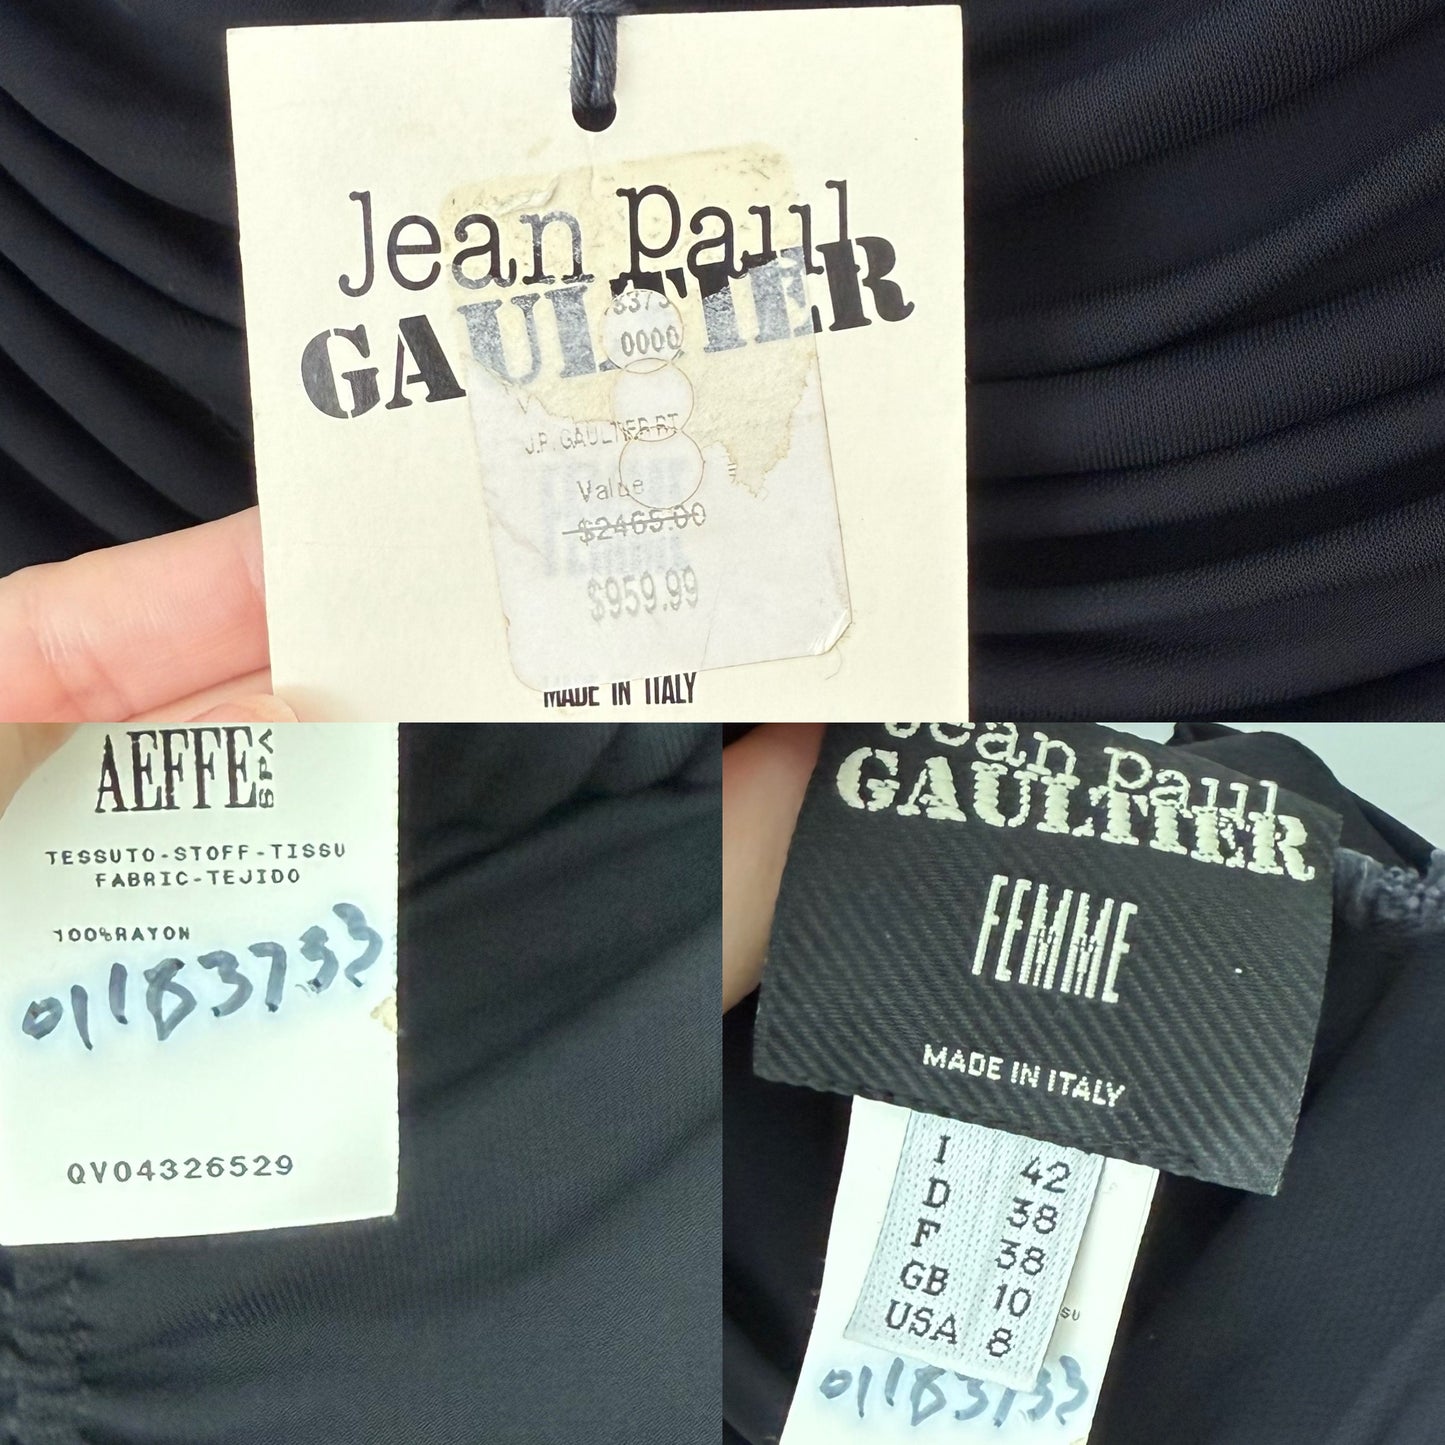 Jean Paul
GAULTIER
3373
0000
J.P. GAULTIER RT
Value
$2465.00
$959.99
MADE IN ITALY
AEFFE SPA
TESSUTO-STOFF-TISSU
FABRIC-TEJIDO
100%RAYON
01183733
QV04326529
Jean Paul
GAULTIER
FEMME
MADE IN ITALY
I 42
D 38
F 38
GB 10
USA 8
SU
01183733